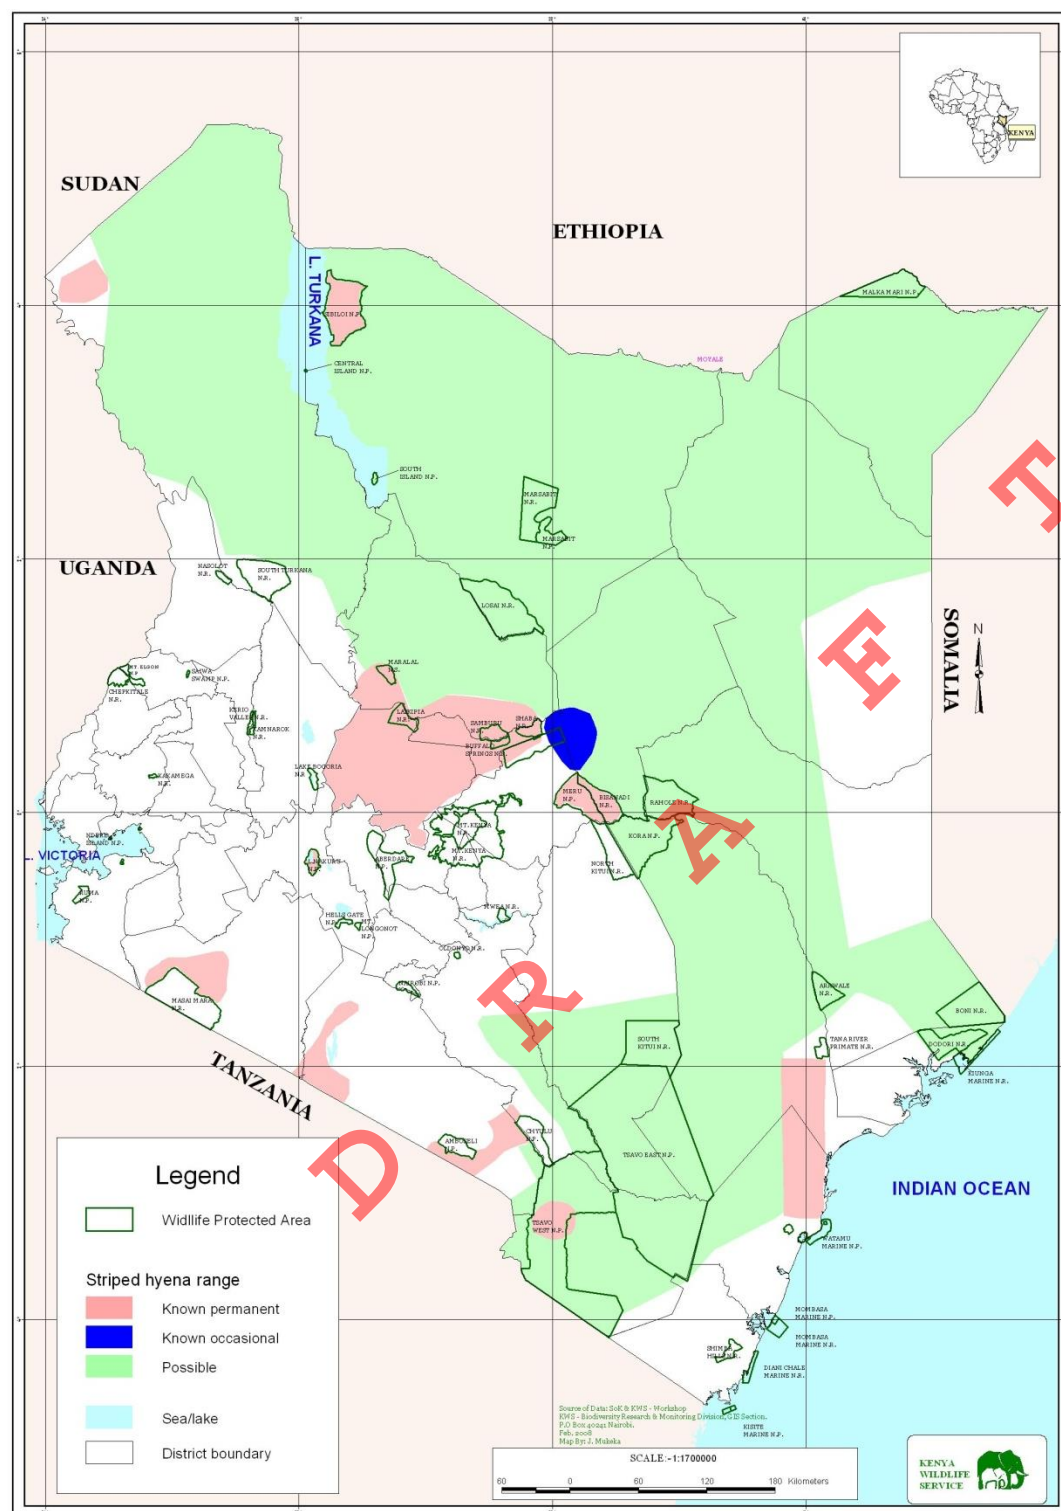 SUDAN
ETHIOPIA
KENYA
L. TURKANA
MALKA MARI N.P.
MOYALE
CENTRAL
ISLAND N.P.
SOUTH
ISLAND N.P.
MARSABIT
N.R.
MARSABIT
N.P.
UGANDA
NASOLOT
N.R.
SOUTH TURKANA
N.R.
LOSAI N.R.
SOMALIA
N
MT. ELGON
N.P.
CHEPKITALE
N.R.
SAIWA
SWAMP N.P.
KERIO
VALLEY N.R.
KAMNAROK
N.R.
MARALAL
N.S.
LAIKIPIA
N.R.
SAMBURU
N.R.
SHABA
N.R.
BUFFALO
SPRINGS N.R.
LAKE BOGORIA
N.R.
KAKAMEGA
N.R.
MERU
N.P.
BISANADI
N.R.
RAHOLE N.R.
KORA N.P.
NORTH
KITUI N.R.
MT. KENYA
N.P.
MT. KENYA
N.R.
ABERDARE
N.P.
NDERE
ISLAND N.P.
L. VICTORIA
RUMA
N.P.
L. NAKURU
N.P.
HELLS GATE
N.P.
MT.
LONGONOT
N.P.
MWEA N.R.
OLDONYO N.R.
NAIROBI N.P.
MASAI MARA
N.R.
TANZANIA
SOUTH
KITUI N.R.
ARAWALE
N.R.
BONI N.R.
DODORI N.R.
TANA RIVER
PRIMATE N.R.
KIUNGA
MARINE N.R.
AMBOSELI
N.P.
CHYULU
N.P.
TSAVO EAST N.P.
TSAVO
WEST N.P.
INDIAN OCEAN
WATAMU
MARINE N.P.
MOMBASA
MARINE N.P.
MOMBASA
MARINE N.R.
SHIMBA
HILLS N.R.
DIANI CHALE
MARINE N.R.
KISITE
MARINE N.P.
D R A F T
Legend
Widllife Protected Area
Striped hyena range
Known permanent
Known occasional
Possible
Sea/lake
District boundary
Source of Data: SoK & KWS - Workshop
KWS - Biodiversity Research & Monitoring Division, GIS Section.
P.O Box 40241 Nairobi.
Feb. 2008
Map By: J. Mukeka
SCALE:~1:1700000
60 0 60 120 180 Kilometers
KENYA
WILDLIFE
SERVICE